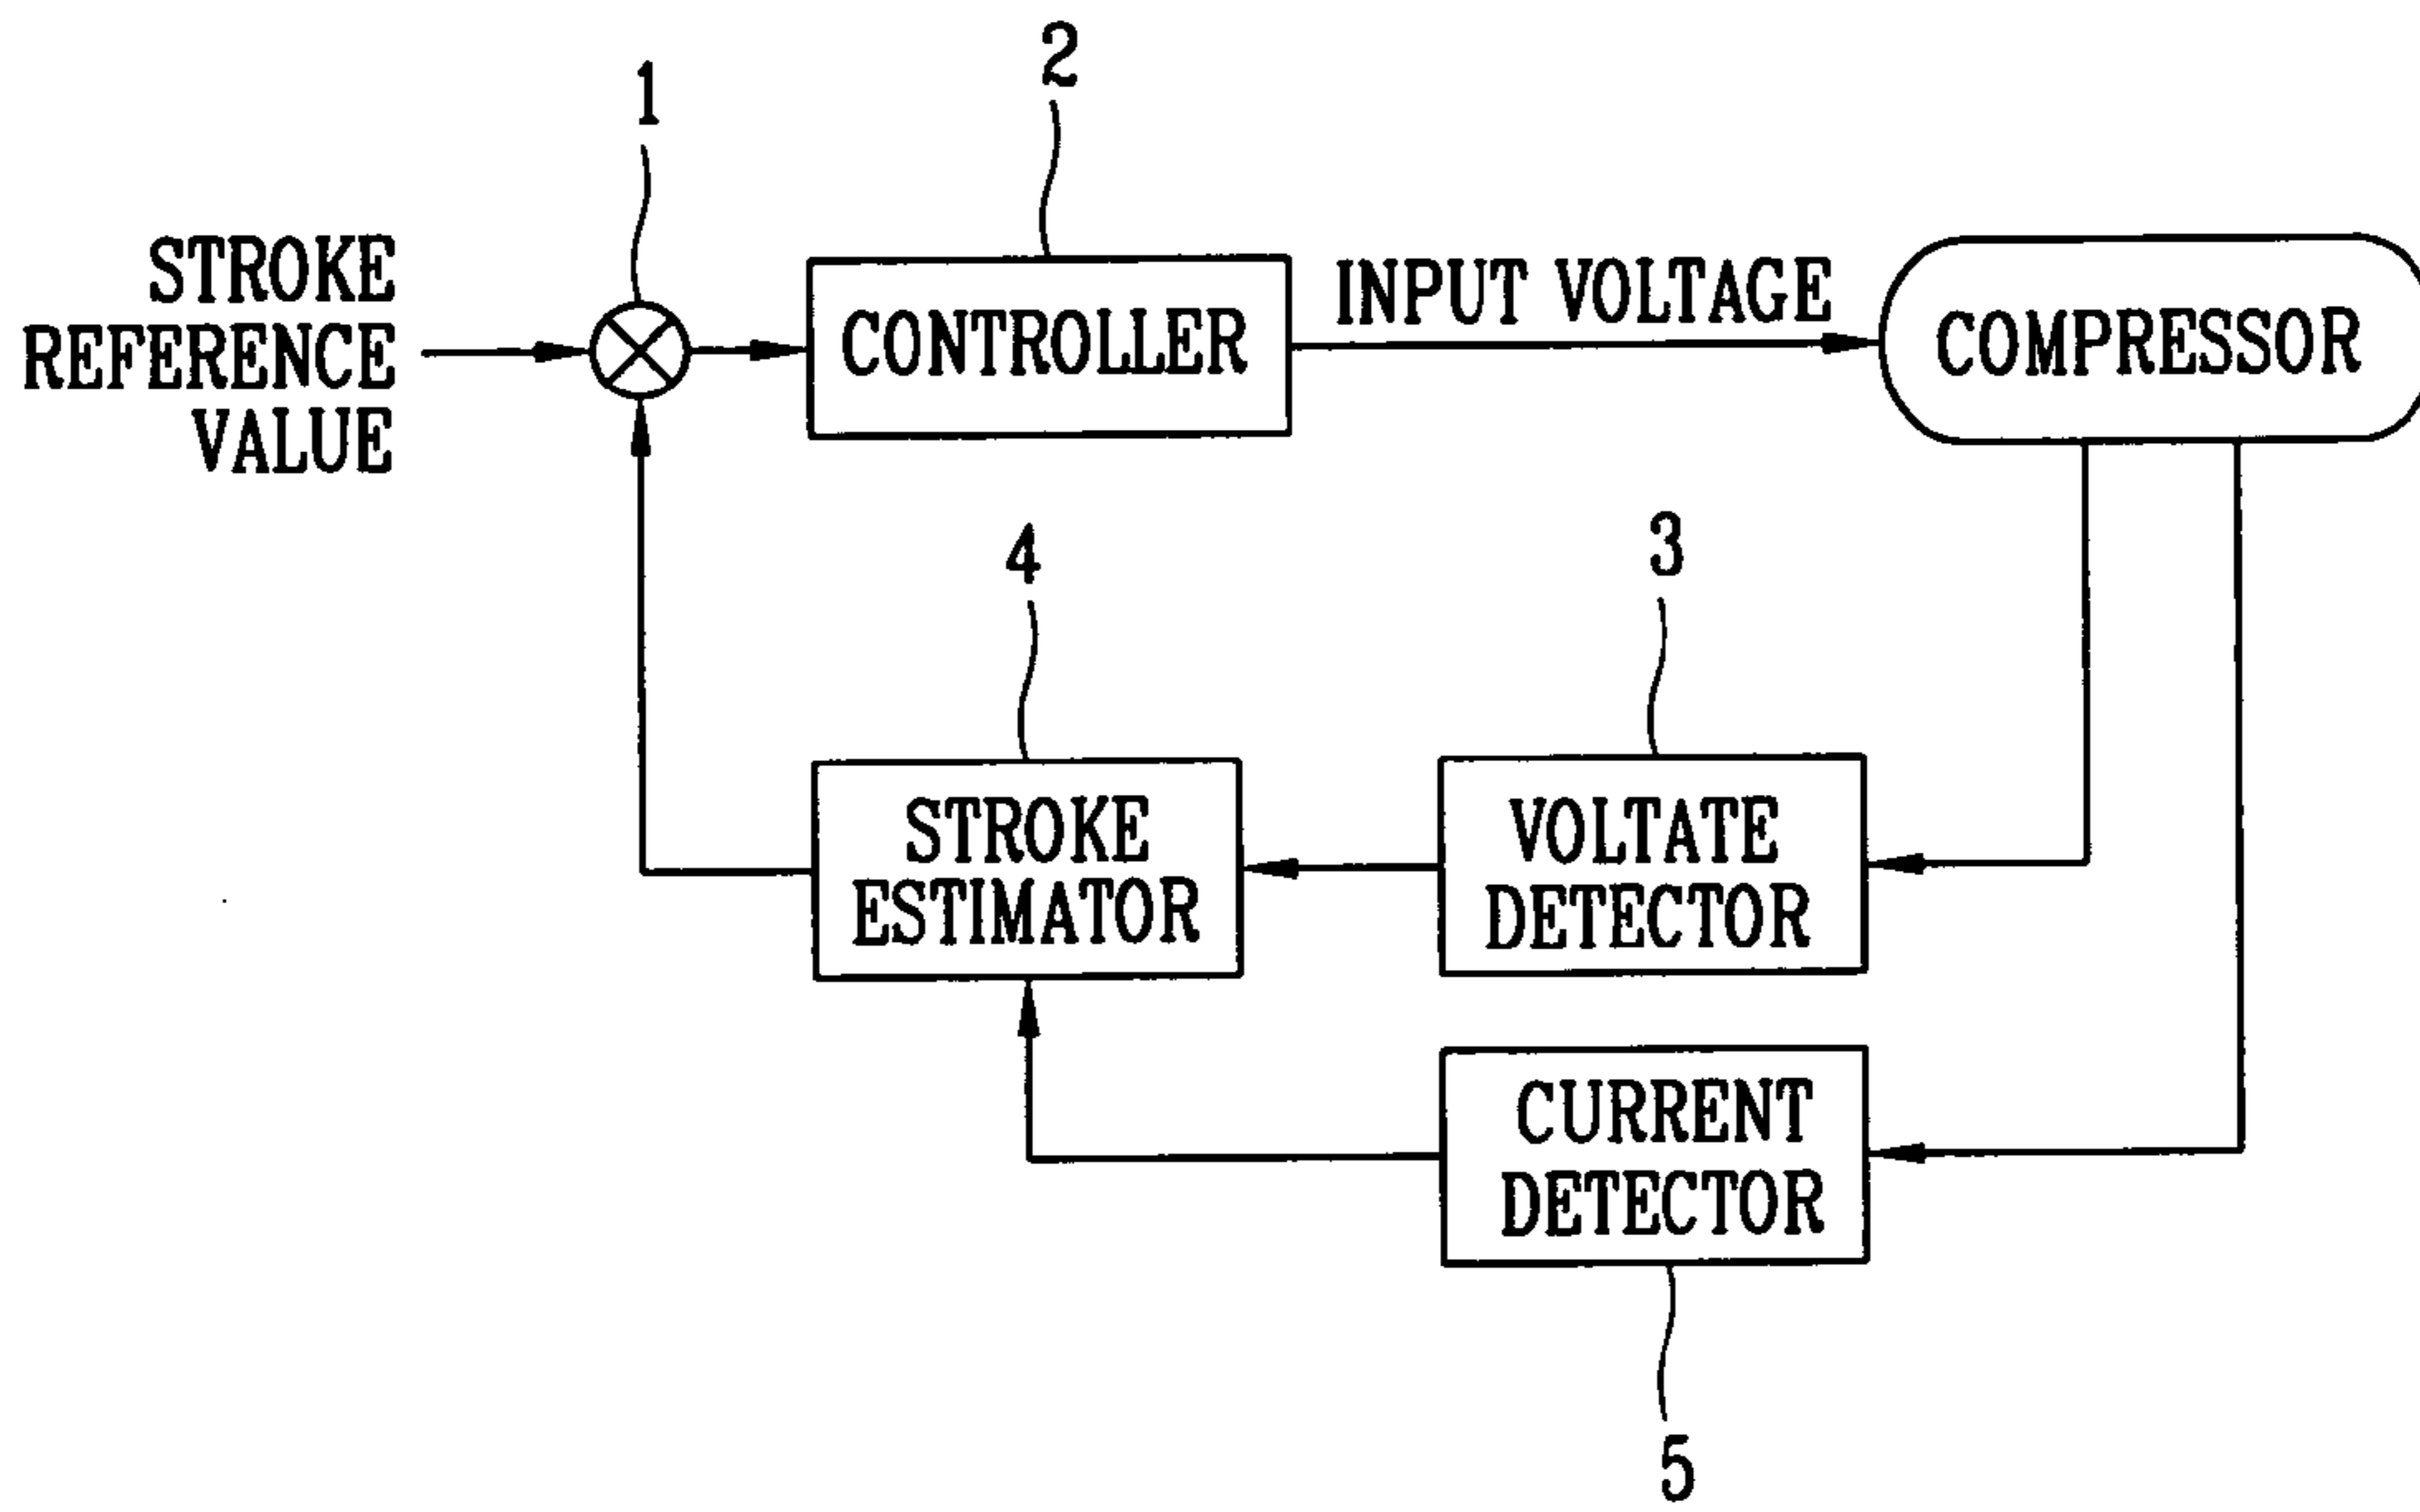 1
2
STROKE
REFERENCE
VALUE
CONTROLLER
INPUT VOLTAGE
COMPRESSOR
4
3
STROKE
ESTIMATOR
VOLTATE
DETECTOR
CURRENT
DETECTOR
5